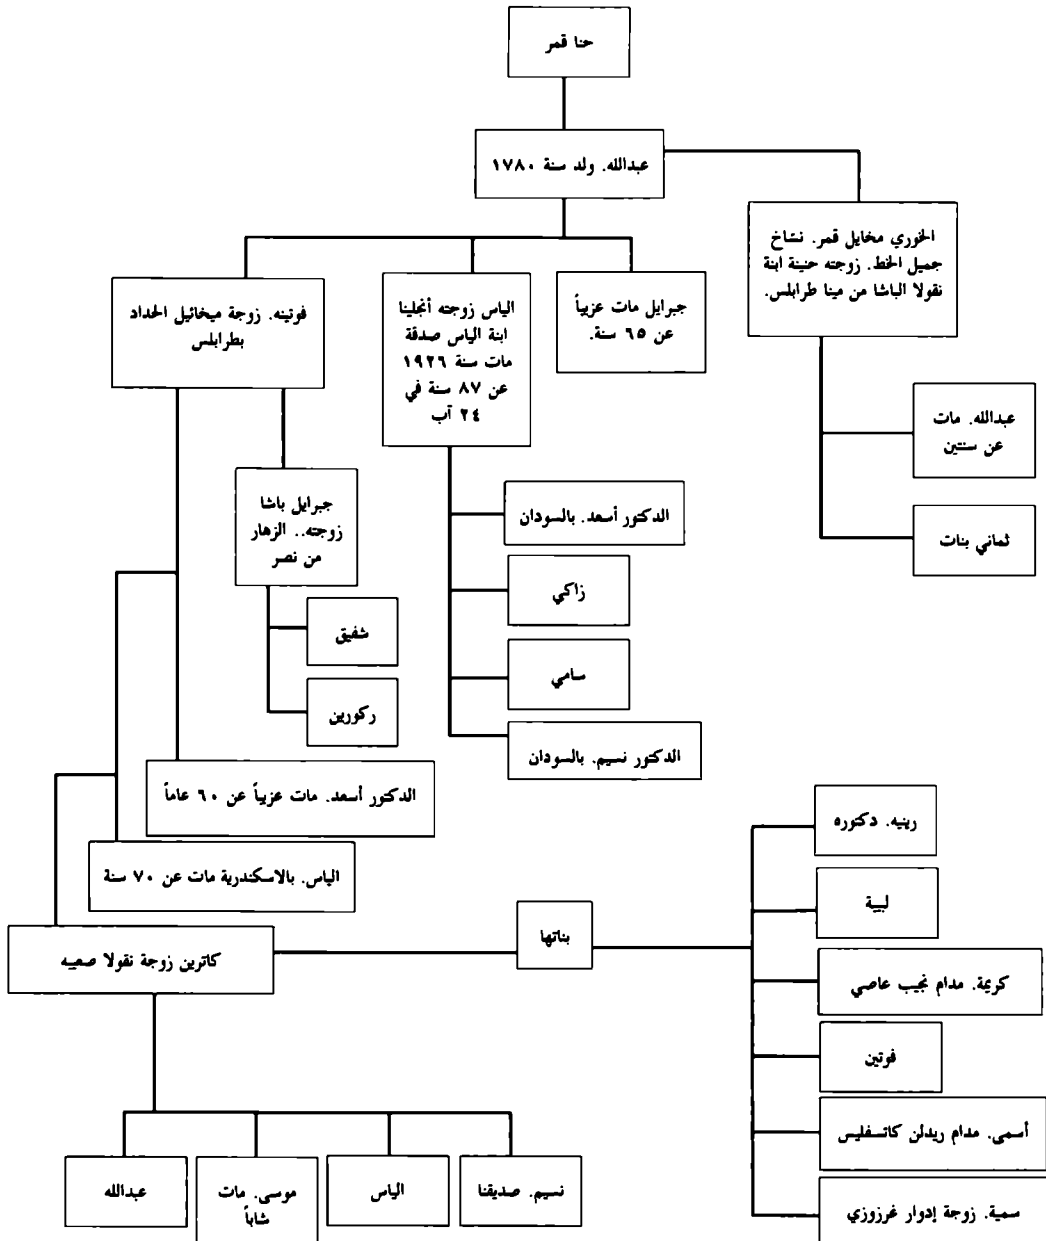 حنا قمر
عبدالله. ولد سنة ١٧٨٠
الخوري مخايل قمر. نساخ
جميل الخط. زوجته حنينة ابنة
نقولا الباشا من مينا طرابلس.
جبرايل مات عزبياً
عن ٦٥ سنة.
الياس زوجته أنجلينا
ابنة الياس صدقة
مات سنة ١٩٢٦
عن ٨٧ سنة في
٢٤ آب
فوتينه. زوجة ميخائيل الحداد
بطرابلس
عبدالله. مات
عن سنتين
ثماني بنات
جبرايل باشا
زوجته.. الزهار
من نصر
الدكتور أسعد. بالسودان
زاكي
سامي
الدكتور نسيم. بالسودان
شفيق
ركورين
الدكتور أسعد. مات عزبياً عن ٦٠ عاماً
الياس. بالاسكندرية مات عن ٧٠ سنة
كاترين زوجة نقولا صعيبه
بناتها
رينيه. دكتوره
لبيبة
كريمة. مدام نجيب عاصي
فوتين
أسمى. مدام ريدلن كاتسفليس
سمية. زوجة إدوار غرزوزي
نسيم. صديقنا
الياس
موسى. مات
شاباً
عبدالله